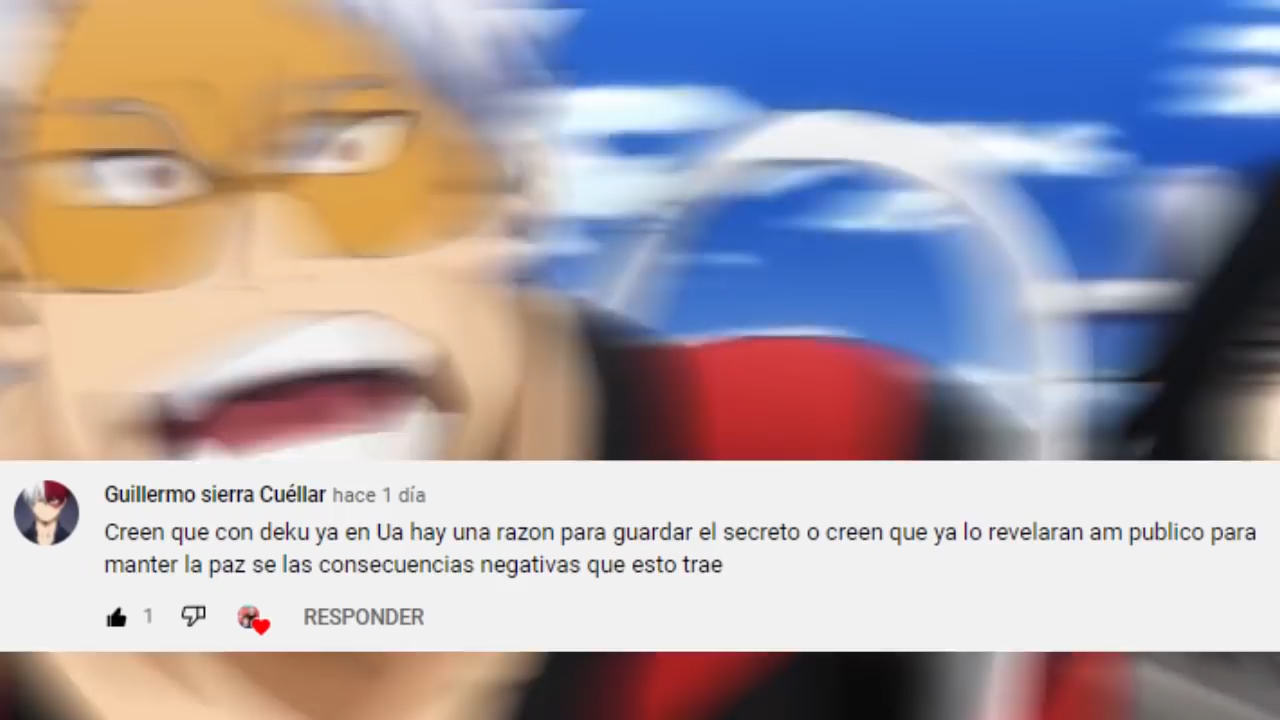 Guillermo sierra Cuéllar hace 1 día
Creen que con deku ya en Ua hay una razon para guardar el secreto o creen que ya lo revelaran am publico para
manter la paz se las consecuencias negativas que esto trae
1 RESPONDER